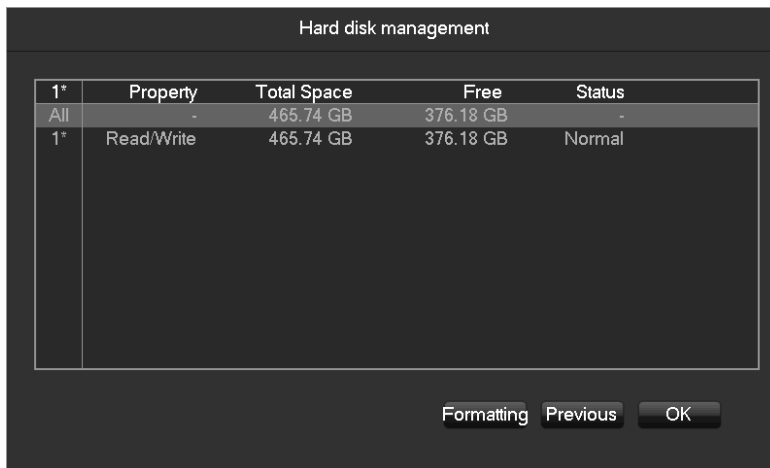 Hard disk management
1* Property Total Space Free Status
All - 465.74 GB 376.18 GB -
1* Read/Write 465.74 GB 376.18 GB Normal
Formatting Previous OK